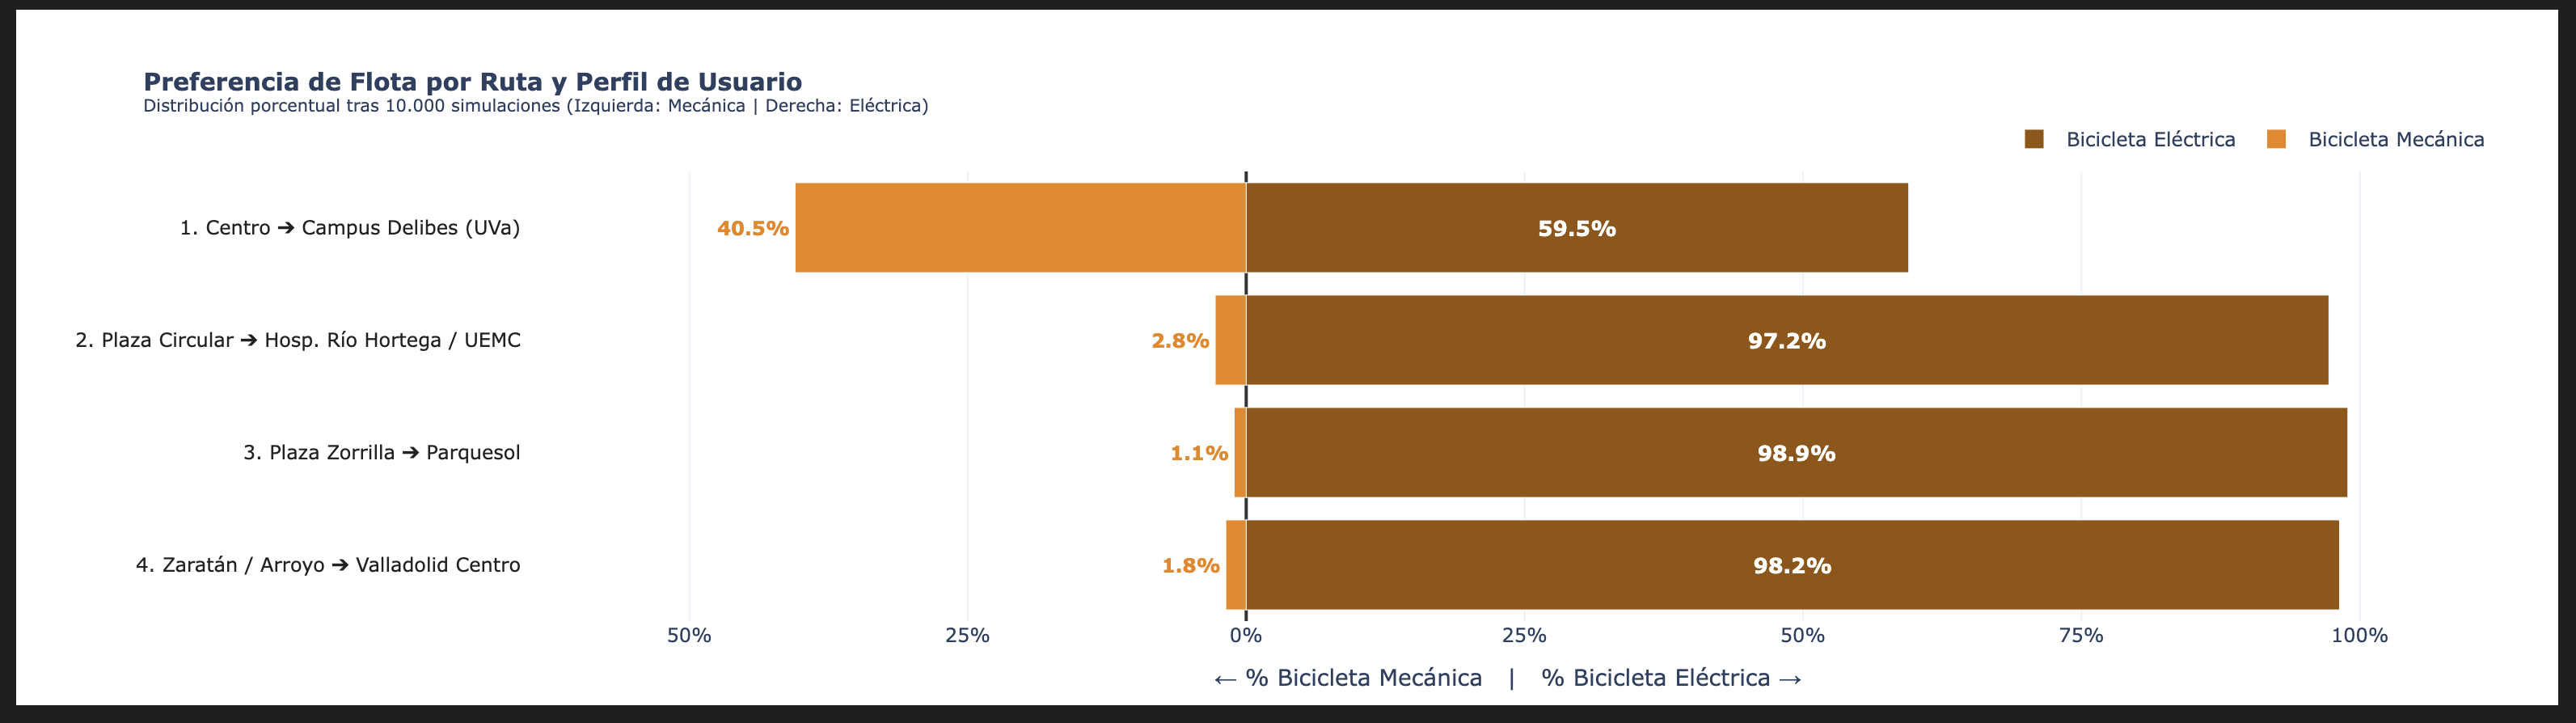 Preferencia de Flota por Ruta y Perfil de Usuario
Distribución porcentual tras 10.000 simulaciones (Izquierda: Mecánica | Derecha: Eléctrica)
Bicicleta Eléctrica Bicicleta Mecánica
1. Centro ➔ Campus Delibes (UVa) 40.5% 59.5%
2. Plaza Circular ➔ Hosp. Río Hortega / UEMC 2.8% 97.2%
3. Plaza Zorrilla ➔ Parquesol 1.1% 98.9%
4. Zaratán / Arroyo ➔ Valladolid Centro 1.8% 98.2%
50% 25% 0% 25% 50% 75% 100%
← % Bicicleta Mecánica | % Bicicleta Eléctrica →